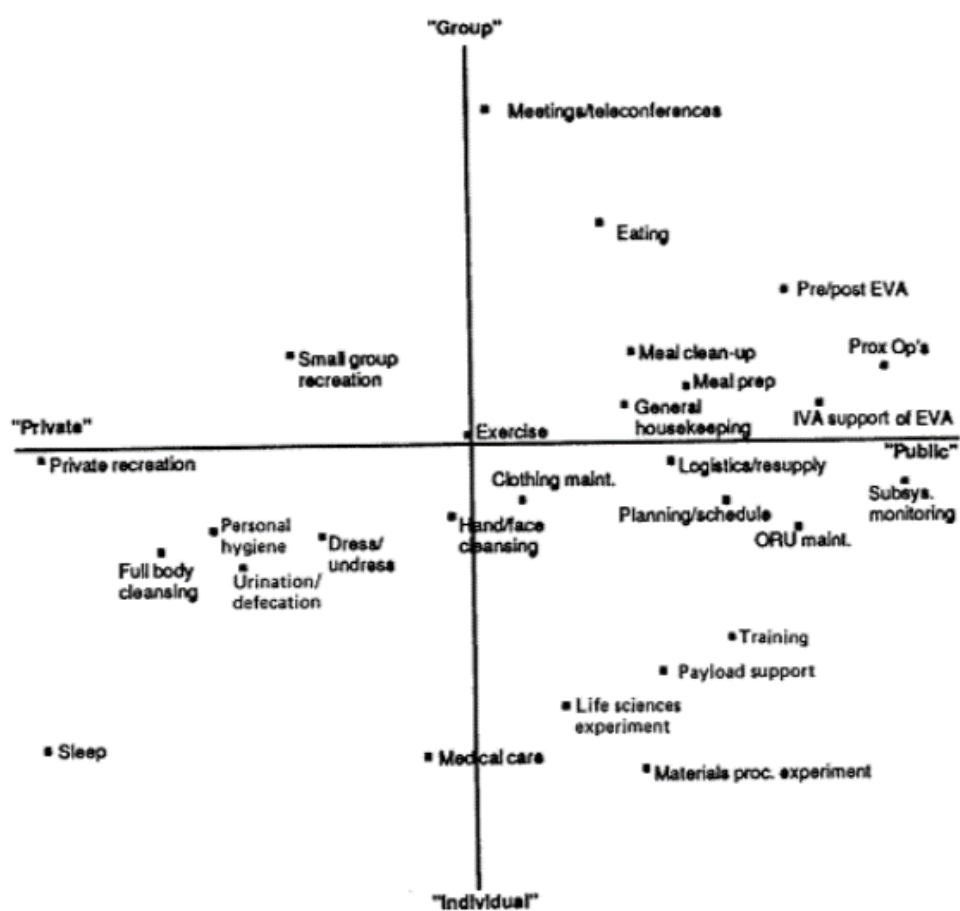 "Group"
Meetings/teleconferences
Eating
Pre/post EVA
Prox Op's
Small group
recreation
Meal clean-up
Meal prep
General
housekeeping
IVA support of EVA
"Private"
Exercise
"Public"
Private recreation
Logistics/resupply
Clothing maint.
Subsys.
monitoring
Planning/schedule
Hand/face
cleansing
ORU maint.
Personal
hygiene
Dress/
undress
Full body
cleansing
Urination/
defecation
Training
Payload support
Life sciences
experiment
Sleep
Medical care
Materials proc. experiment
"Individual"